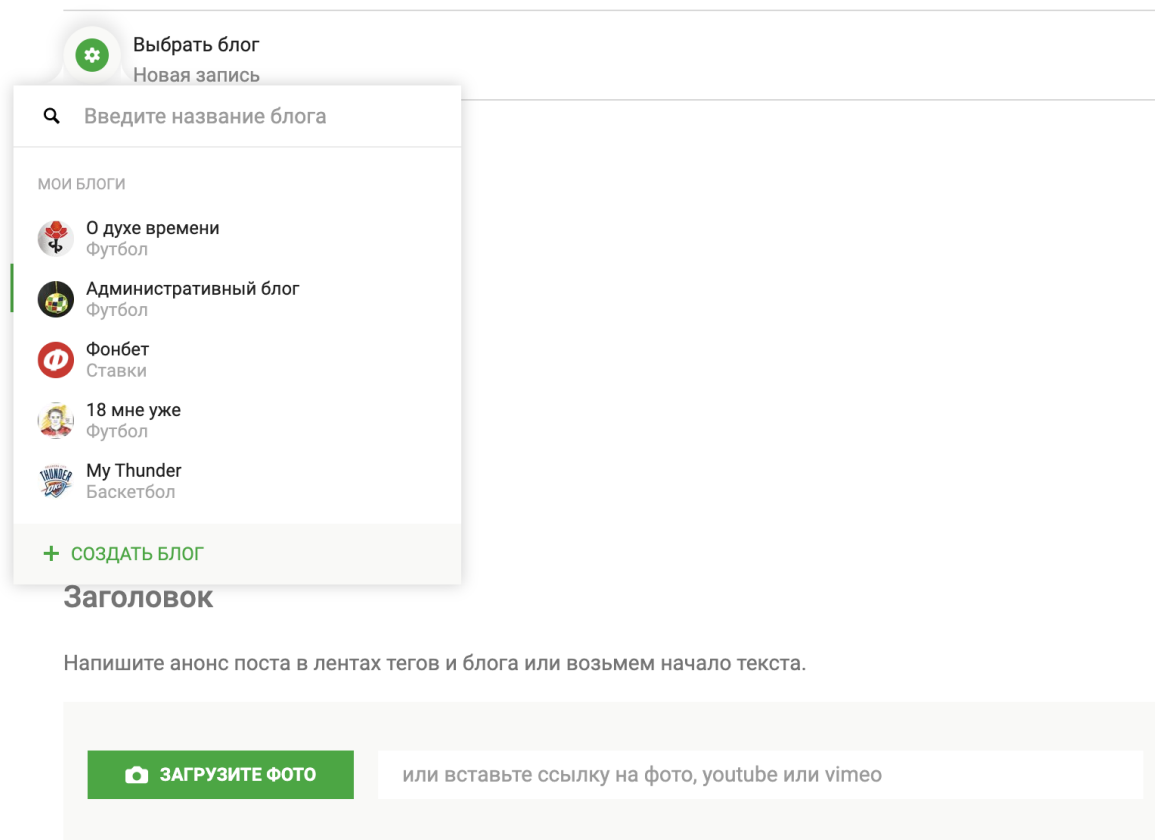 Выбрать блог
Новая запись
Введите название блога
МОИ БЛОГИ
О духе времени
Футбол
Административный блог
Футбол
Фонбет
Ставки
18 мне уже
Футбол
THUNDER
My Thunder
Баскетбол
+ СОЗДАТЬ БЛОГ
Заголовок
Напишите анонс поста в лентах тегов и блога или возьмем начало текста.
ЗАГРУЗИТЕ ФОТО
или вставьте ссылку на фото, youtube или vimeo